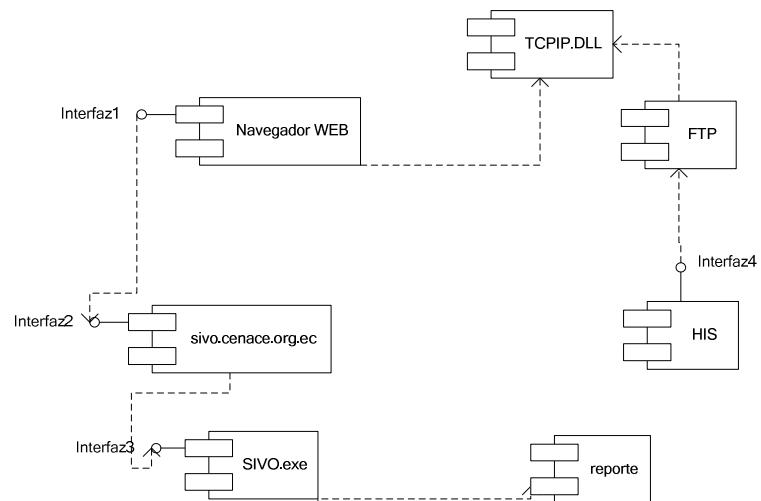 TCPIP.DLL
Interfaz1
Navegador WEB
FTP
Interfaz4
Interfaz2
sivo.cenace.org.ec
HIS
Interfaz3
SIVO.exe
reporte